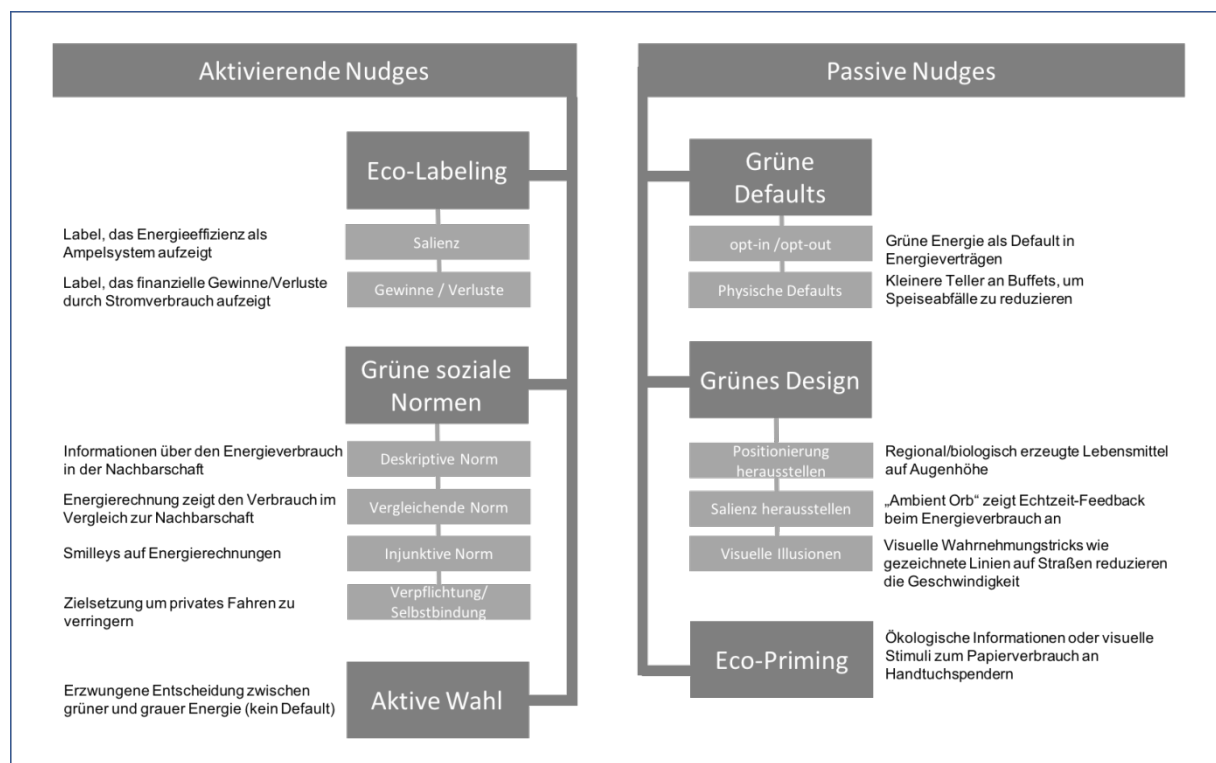 Aktivierende Nudges
Eco-Labeling
Label, das Energieeffizienz als
Ampelsystem aufzeigt
Salienz
Label, das finanzielle Gewinne/Verluste
durch Stromverbrauch aufzeigt
Gewinne / Verluste
Grüne soziale
Normen
Informationen über den Energieverbrauch
in der Nachbarschaft
Deskriptive Norm
Energierechnung zeigt den Verbrauch im
Vergleich zur Nachbarschaft
Vergleichende Norm
Smilleys auf Energierechnungen
Injunktive Norm
Zielsetzung um privates Fahren zu
verringern
Verpflichtung/
Selbstbindung
Erzwungene Entscheidung zwischen
grüner und grauer Energie (kein Default)
Aktive Wahl
Passive Nudges
Grüne
Defaults
opt-in /opt-out
Grüne Energie als Default in
Energieverträgen
Physische Defaults
Kleinere Teller an Buffets, um
Speiseabfälle zu reduzieren
Grünes Design
Positionierung
herausstellen
Regional/biologisch erzeugte Lebensmittel
auf Augenhöhe
Salienz herausstellen
„Ambient Orb“ zeigt Echtzeit-Feedback
beim Energieverbrauch an
Visuelle Illusionen
Visuelle Wahrnehmungstricks wie
gezeichnete Linien auf Straßen reduzieren
die Geschwindigkeit
Eco-Priming
Ökologische Informationen oder visuelle
Stimuli zum Papierverbrauch an
Handtuchspendern